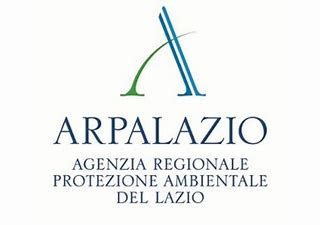 ARPALAZIO
AGENZIA REGIONALE
PROTEZIONE AMBIENTALE
DEL LAZIO